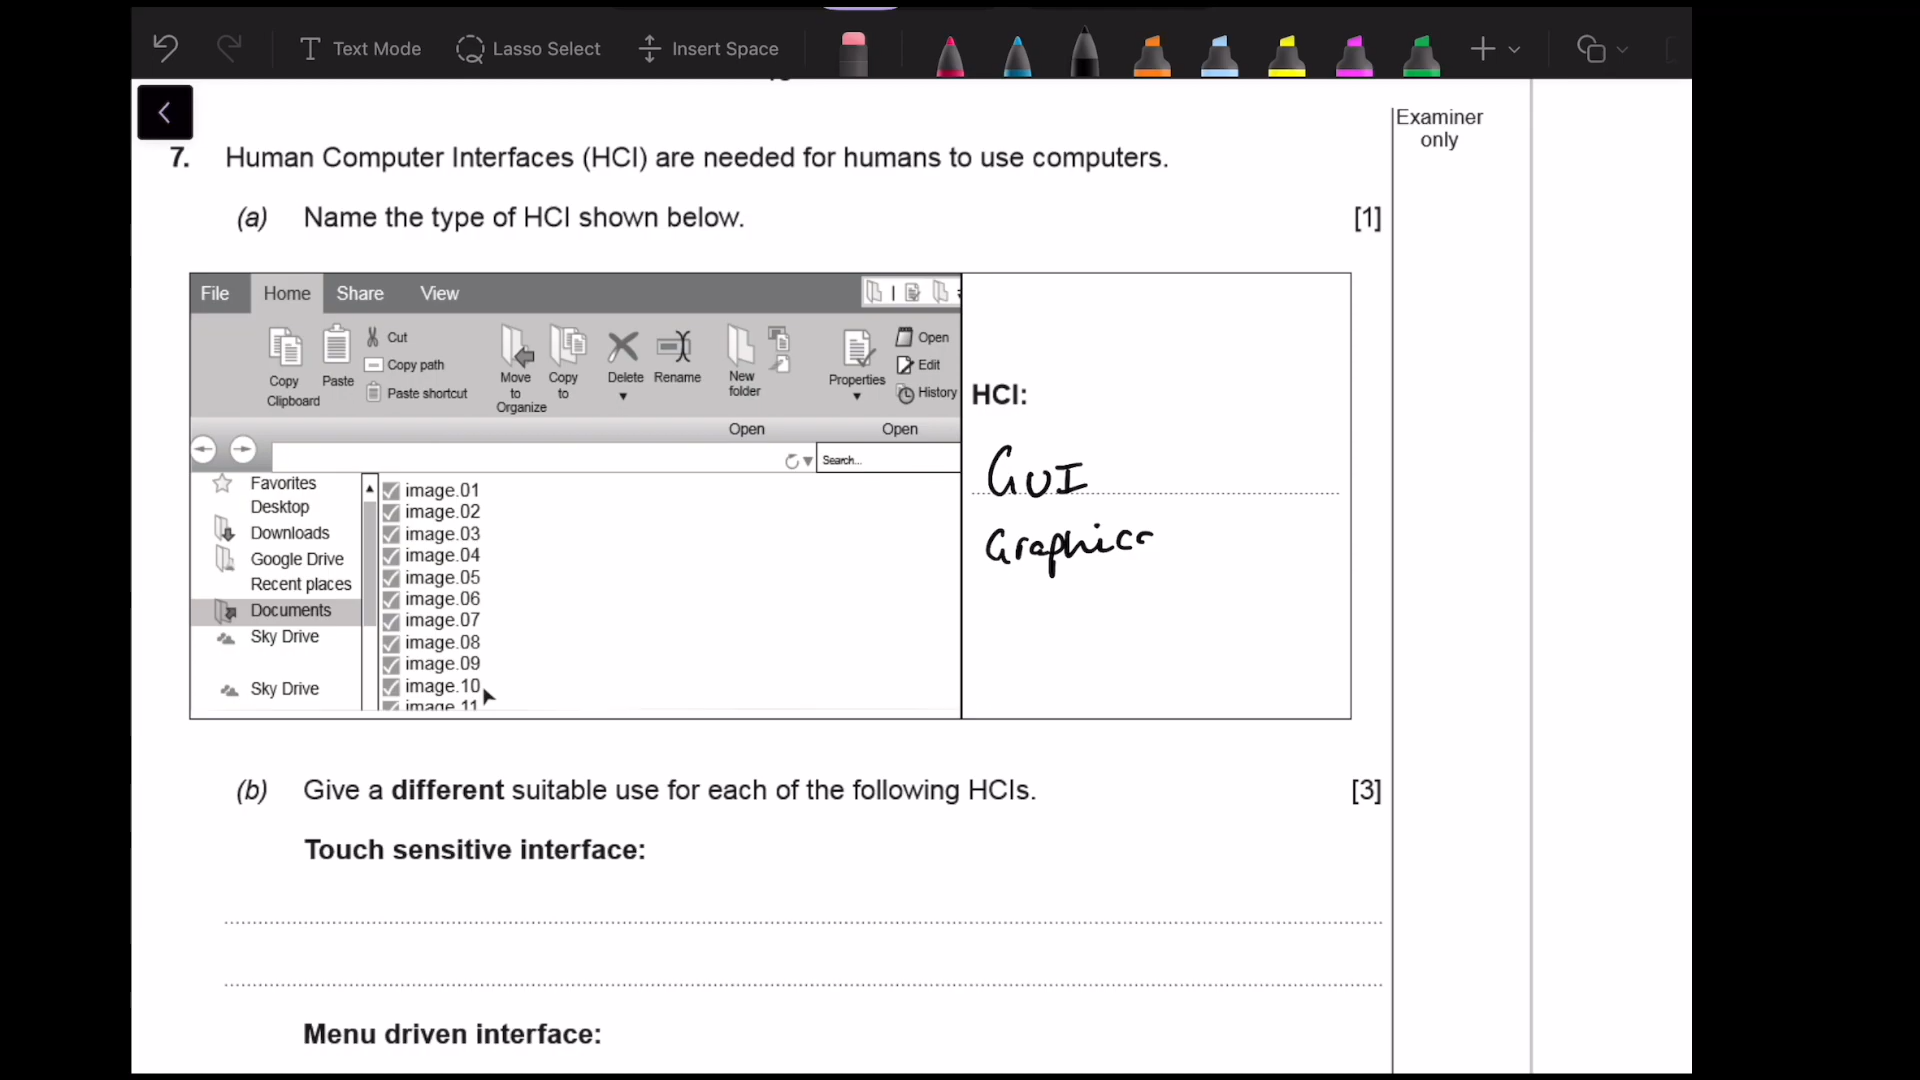 Text Mode Lasso Select Insert Space
Examiner
only
7. Human Computer Interfaces (HCI) are needed for humans to use computers.
(a) Name the type of HCI shown below. [1]
File Home Share View
Copy Paste Cut
Copy path
Paste shortcut
Clipboard
Move to Copy to Delete Rename
Organize
New folder
Open
Properties Open
Edit
History
Open
Search...
Favorites
Desktop
Downloads
Google Drive
Recent places
Documents
Sky Drive
Sky Drive
image.01
image.02
image.03
image.04
image.05
image.06
image.07
image.08
image.09
image.10
image.11
HCI:
GUI
Graphic
(b) Give a different suitable use for each of the following HCIs. [3]
Touch sensitive interface:
Menu driven interface: